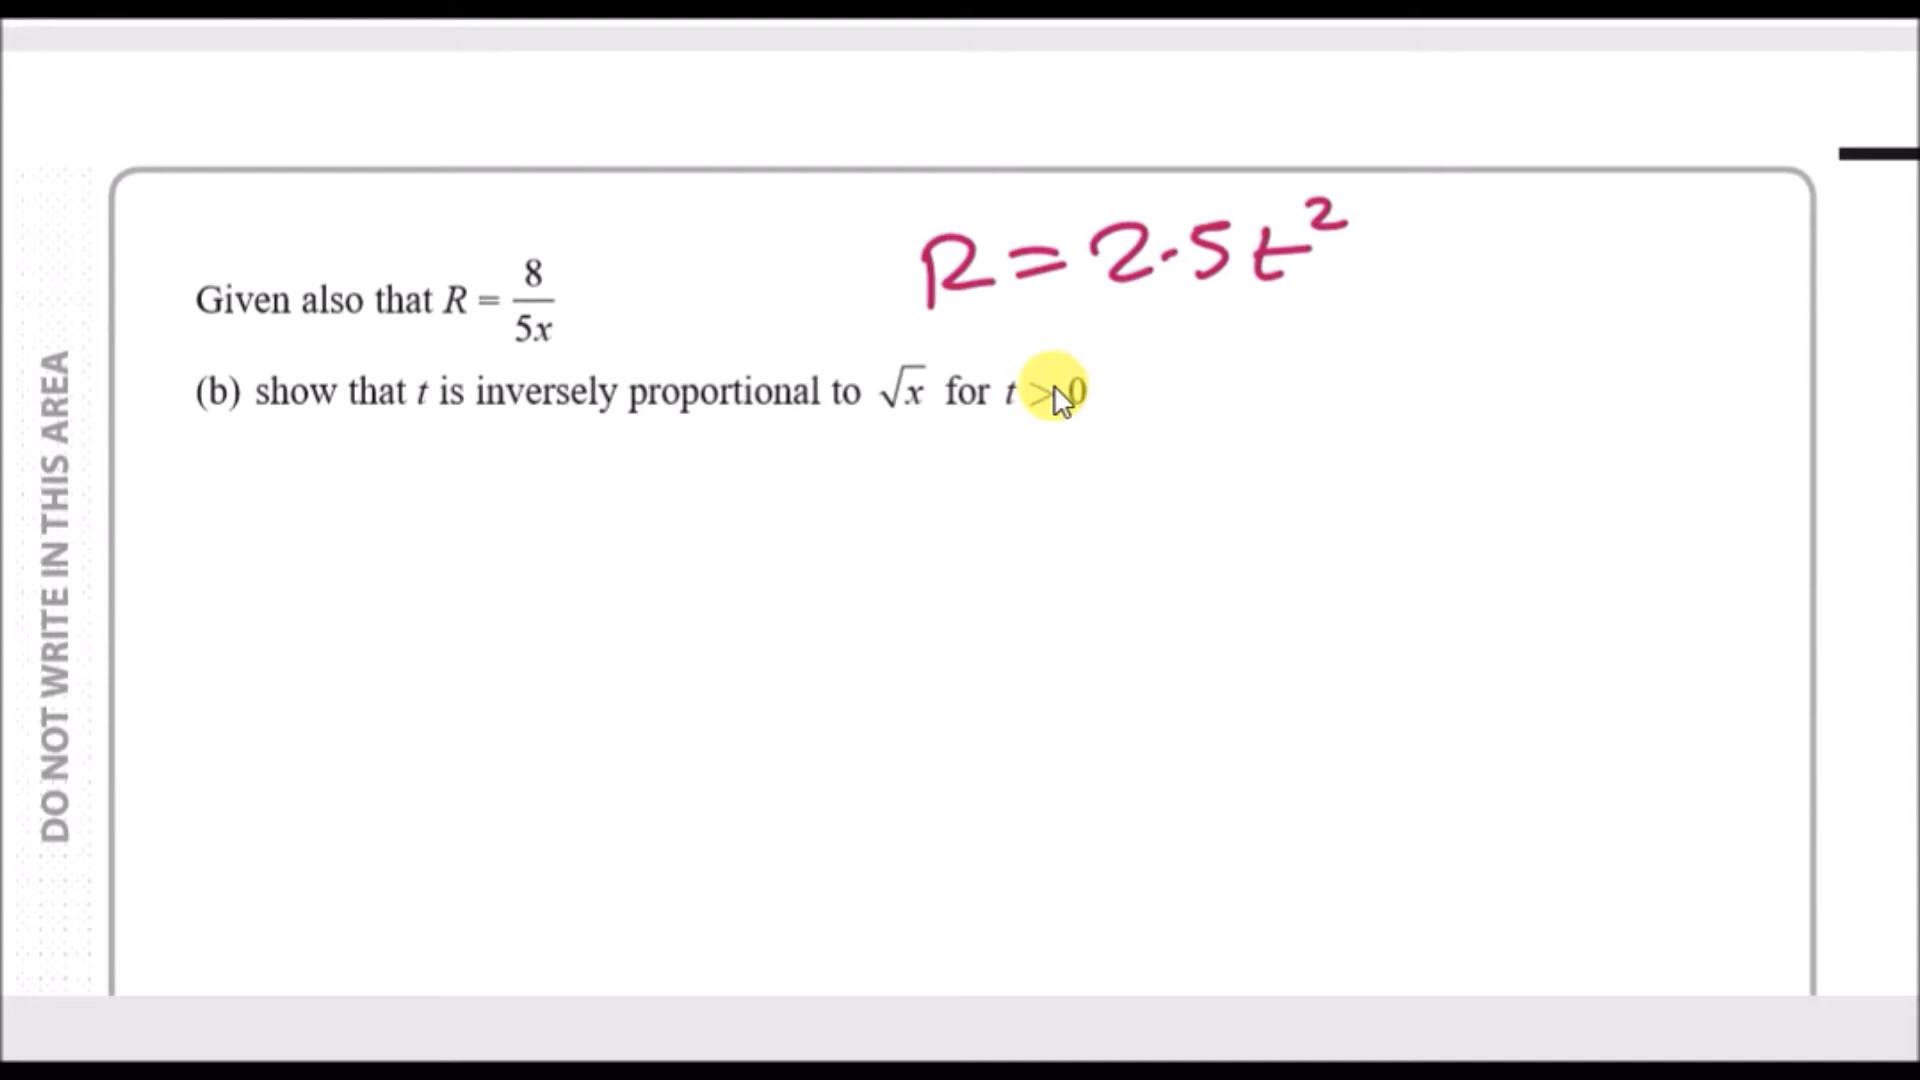 R = 2.5t²
Given also that R = 8/5x
(b) show that t is inversely proportional to √x for t > 0
DO NOT WRITE IN THIS AREA